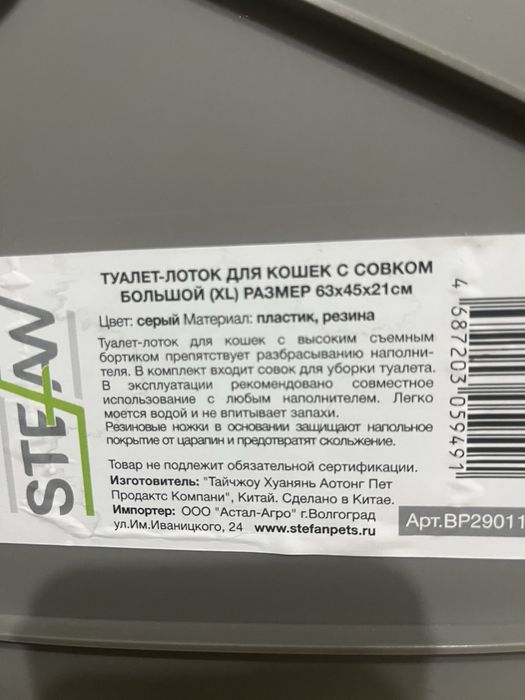 STEFAN
ТУАЛЕТ-ЛОТОК ДЛЯ КОШЕК С СОВКОМ
БОЛЬШОЙ (XL) РАЗМЕР 63х45х21см
Цвет: серый Материал: пластик, резина
Туалет-лоток для кошек с высоким съемным
бортиком препятствует разбрасыванию наполни-
теля. В комплект входит совок для уборки туалета.
В эксплуатации рекомендовано совместное
использование с любым наполнителем. Легко
моется водой и не впитывает запахи.
Резиновые ножки в основании защищают напольное
покрытие от царапин и предотвратят скольжение.
Товар не подлежит обязательной сертификации.
Изготовитель: "Тайчжоу Хуанянь Аотонг Пет
Продактс Компани", Китай. Сделано в Китае.
Импортер: ООО "Астал-Агро" г.Волгоград
ул.Им.Иваницкого, 24 www.stefanpets.ru
4 687203 059491
Арт.BP29011